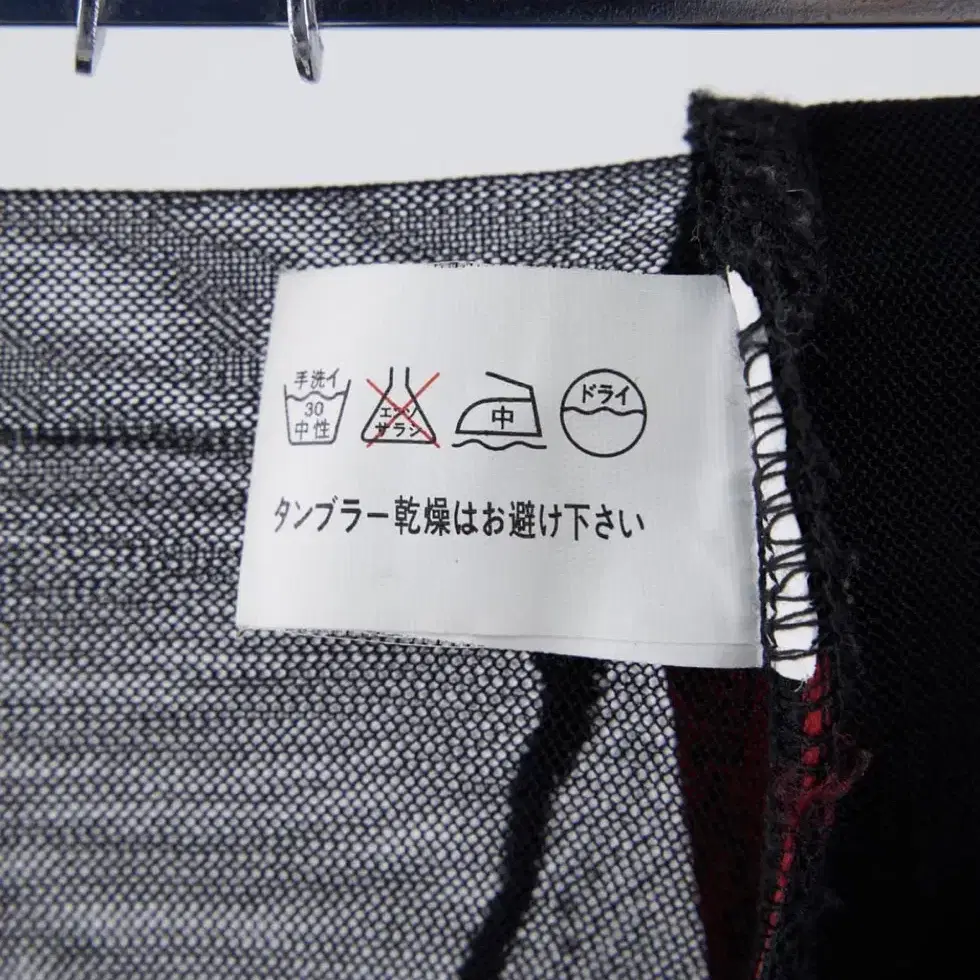 手洗イ
30
中性
エンソ
サラシ
中
ドライ
タンブラー乾燥はお避け下さい